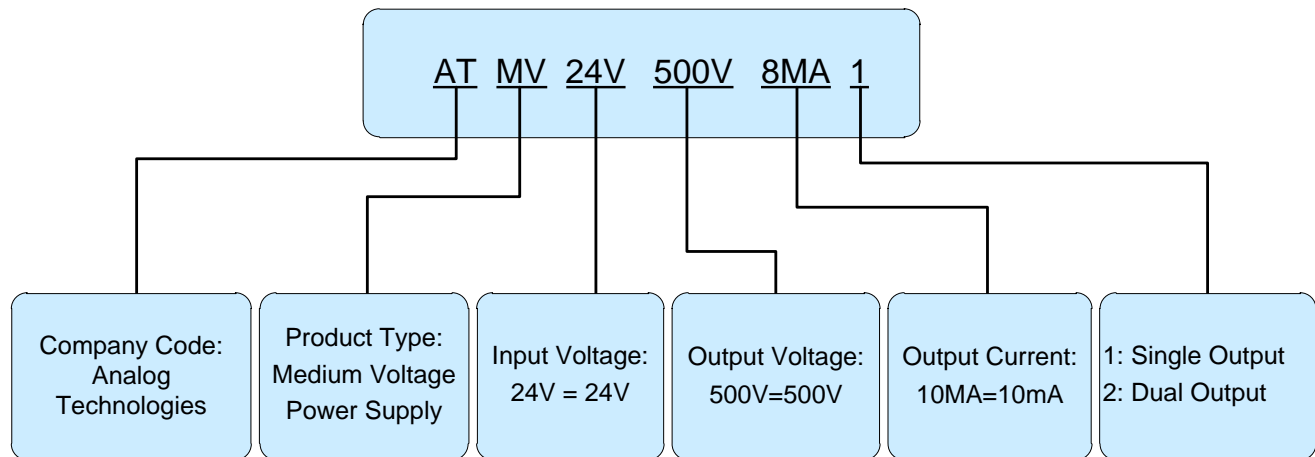 AT MV 24V 500V 8MA 1
Company Code:
Analog
Technologies
Product Type:
Medium Voltage
Power Supply
Input Voltage:
24V = 24V
Output Voltage:
500V=500V
Output Current:
10MA=10mA
1: Single Output
2: Dual Output